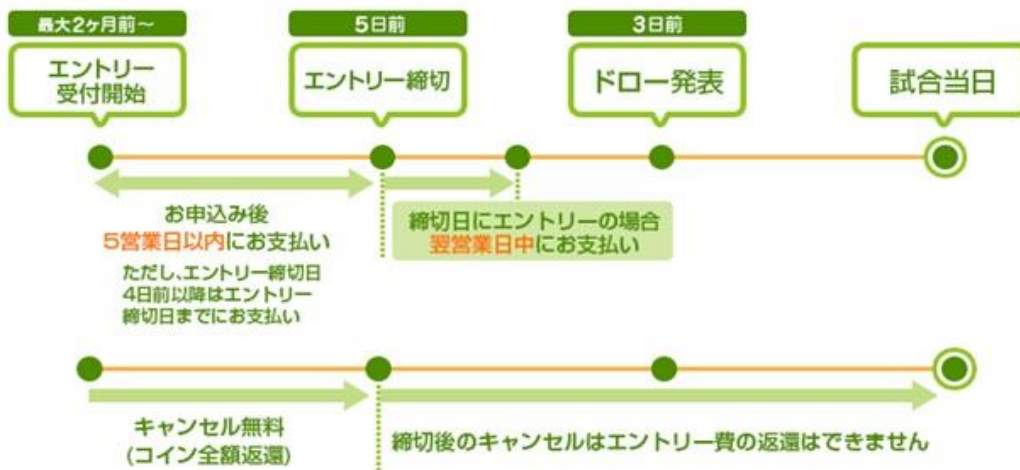 最大2ヶ月前～
5日前
3日前
エントリー
受付開始
エントリー締切
ドロー発表
試合当日
お申込み後
5営業日以内にお支払い
ただし、エントリー締切日
4日前以降はエントリー
締切日までにお支払い
締切日にエントリーの場合
翌営業日中にお支払い
キャンセル無料
(コイン全額返還)
締切後のキャンセルはエントリー費の返還はできません